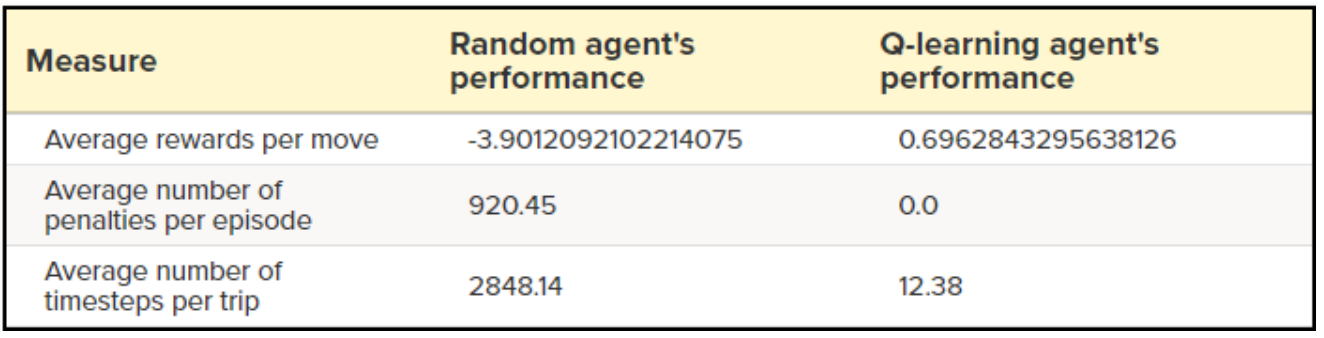 Measure
Random agent's
performance
Q-learning agent's
performance
Average rewards per move
-3.9012092102214075
0.6962843295638126
Average number of
penalties per episode
920.45
0.0
Average number of
timesteps per trip
2848.14
12.38